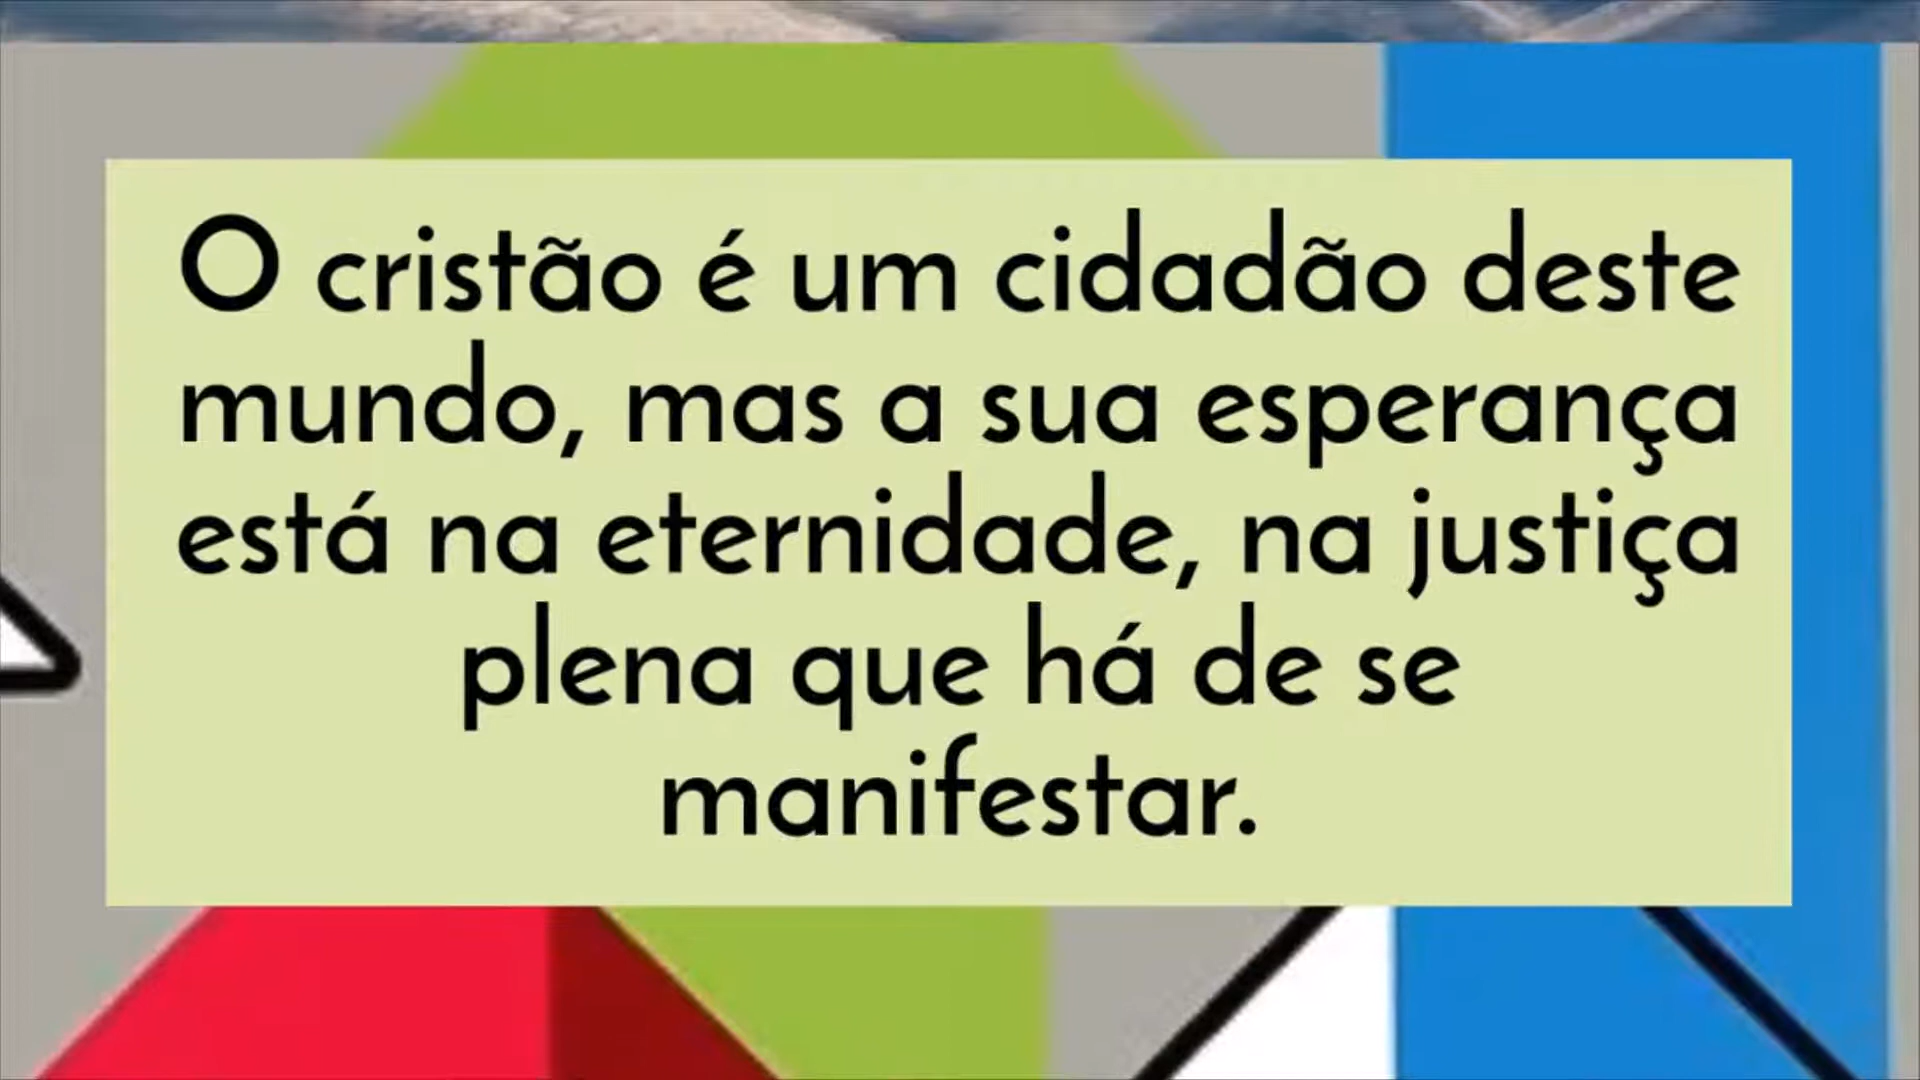 O cristão é um cidadão deste
mundo, mas a sua esperança
está na eternidade, na justiça
plena que há de se
manifestar.